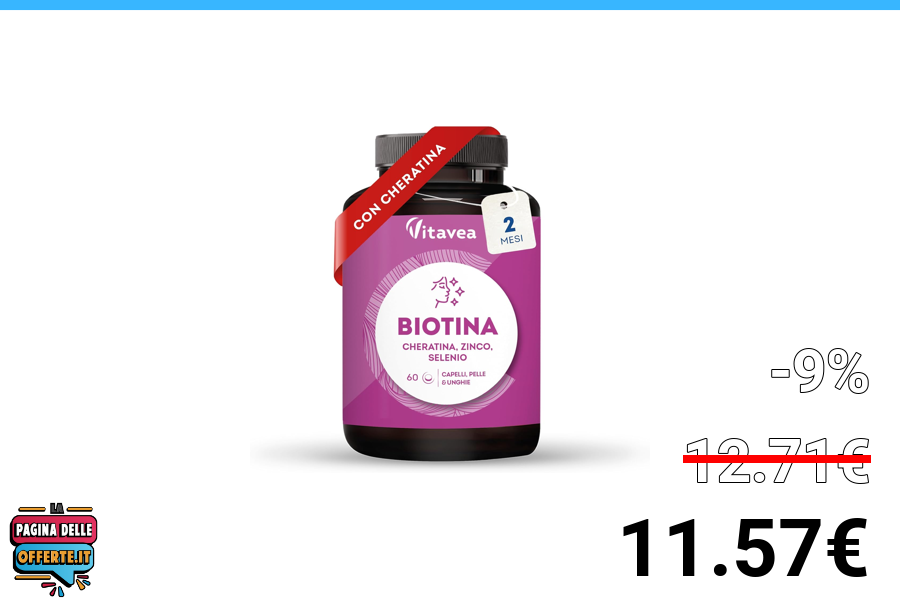 CON CHERATINA
Vitavea
2
MESI
BIOTINA
CHERATINA, ZINCO,
SELENIO
60
CAPELLI, PELLE
& UNGHIE
-9%
12.71€
11.57€
LA
PAGINA DELLE
OFFERTE.IT